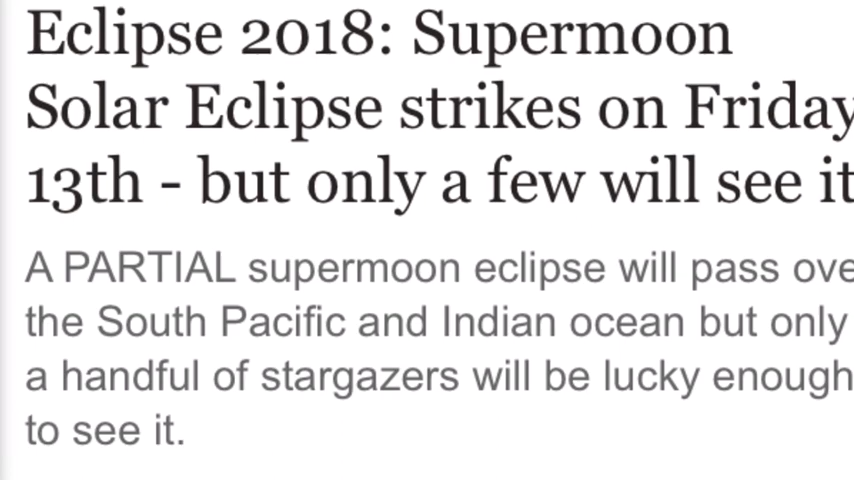 Eclipse 2018: Supermoon
Solar Eclipse strikes on Friday
13th - but only a few will see it
A PARTIAL supermoon eclipse will pass ove
the South Pacific and Indian ocean but only
a handful of stargazers will be lucky enough
to see it.